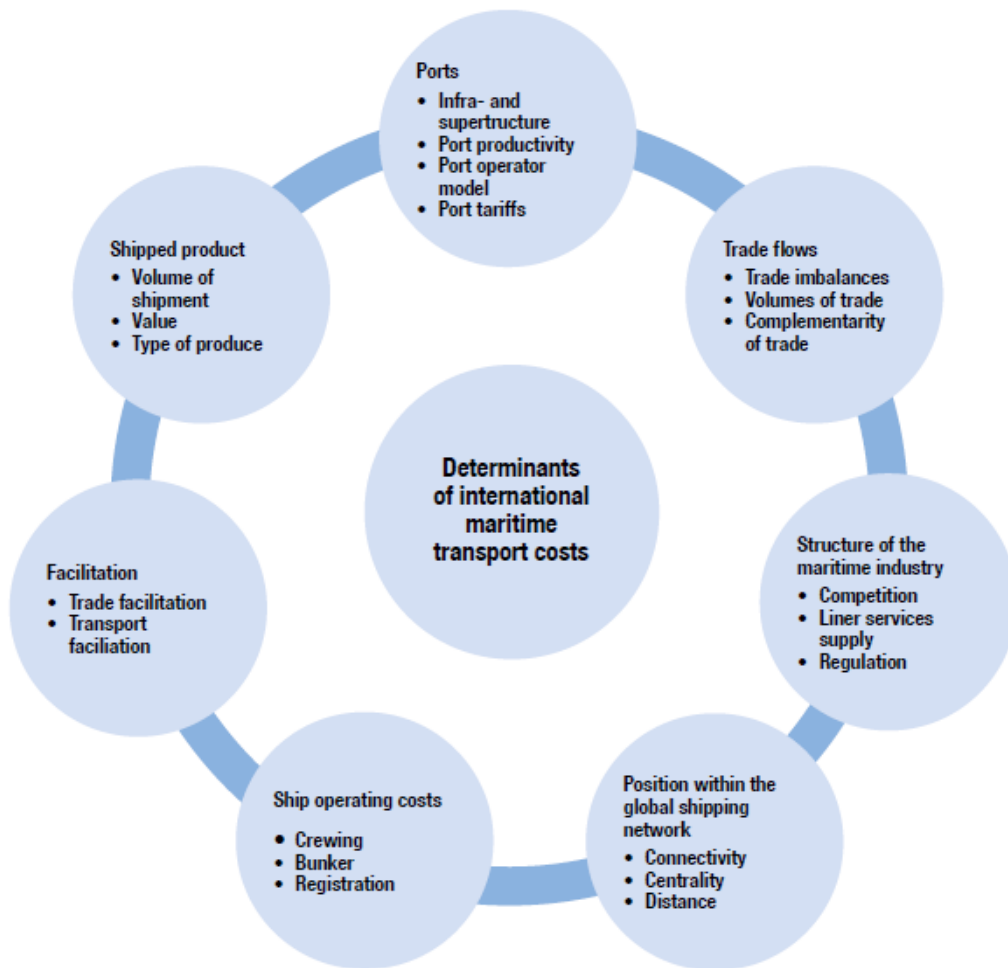 Ports
• Infra- and
supertructure
• Port productivity
• Port operator
model
• Port tariffs
Trade flows
• Trade imbalances
• Volumes of trade
• Complementarity
of trade
Structure of the
maritime industry
• Competition
• Liner services
supply
• Regulation
Position within the
global shipping
network
• Connectivity
• Centrality
• Distance
Ship operating costs
• Crewing
• Bunker
• Registration
Facilitation
• Trade facilitation
• Transport
faciliation
Shipped product
• Volume of
shipment
• Value
• Type of produce
Determinants
of international
maritime
transport costs